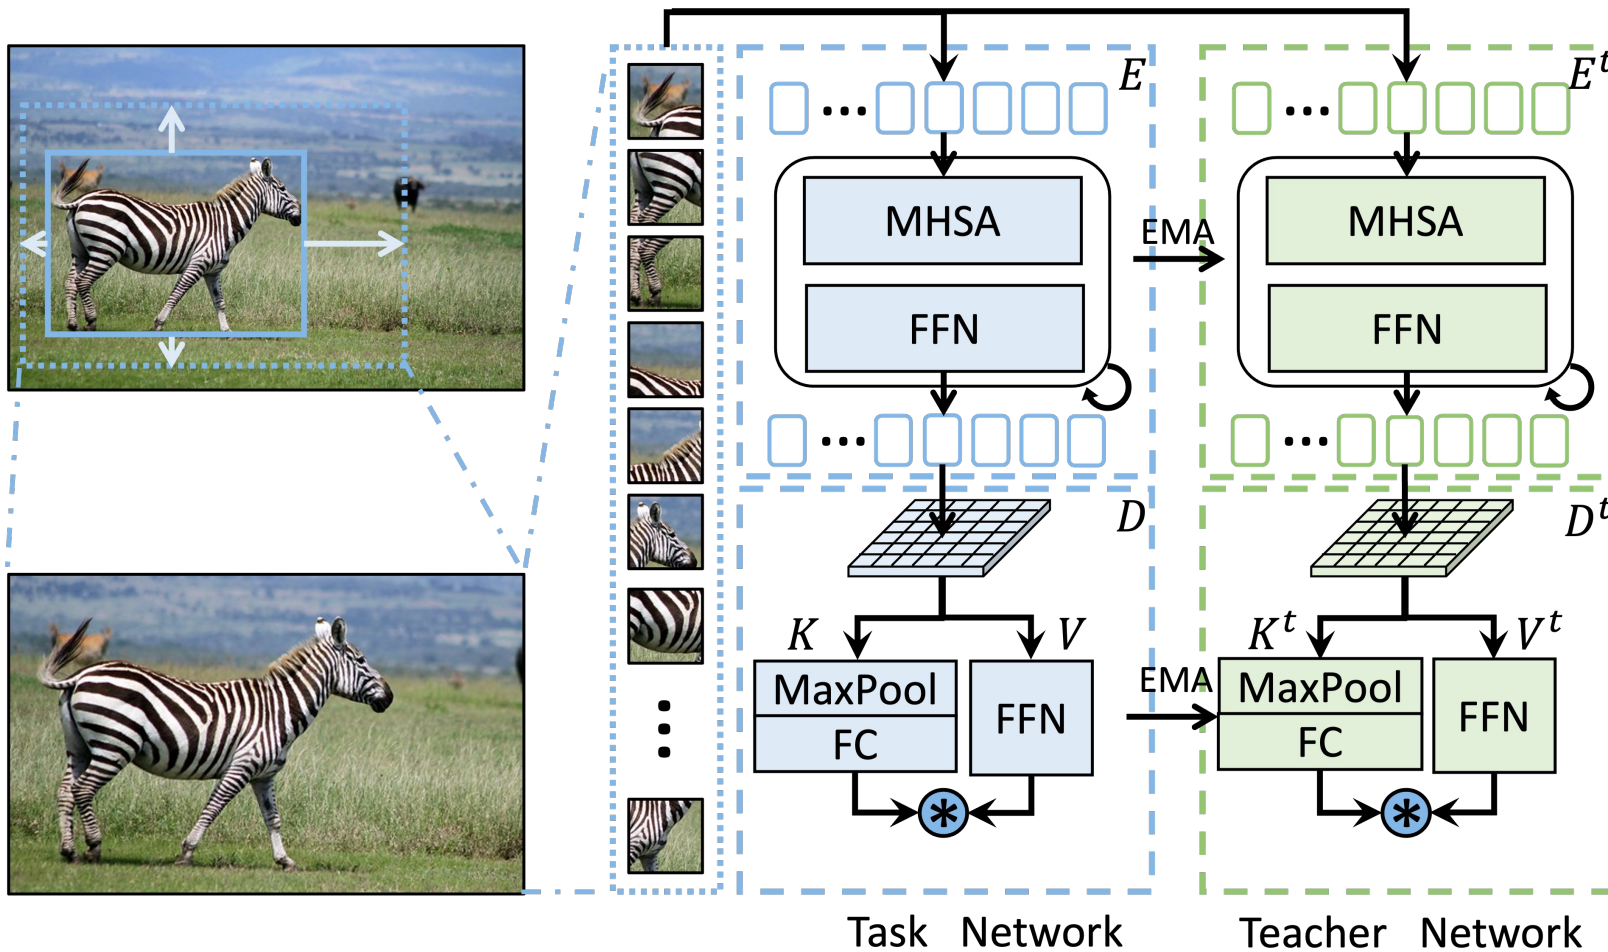 E
E^t
MHSA
MHSA
EMA
FFN
FFN
D
D^t
K
V
K^t
V^t
MaxPool
FC
FFN
EMA
MaxPool
FC
FFN
*
*
Task Network
Teacher Network